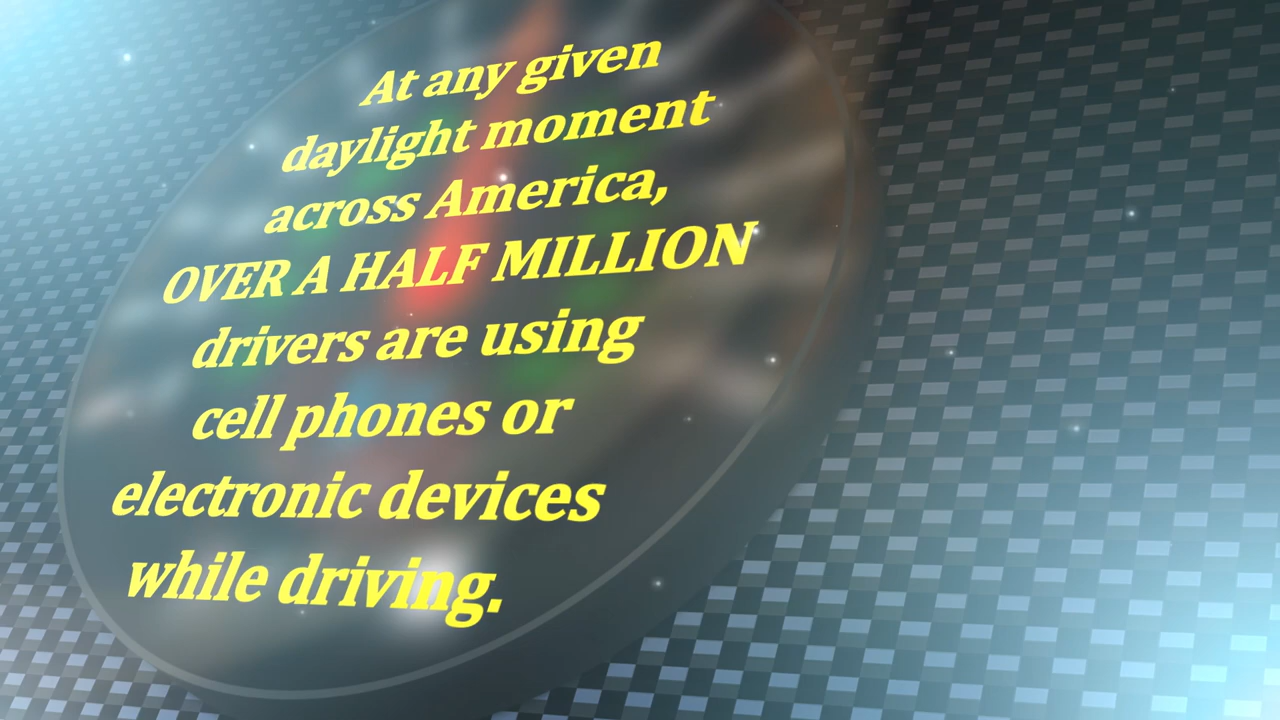 At any given
daylight moment
across America,
OVER A HALF MILLION
drivers are using
cell phones or
electronic devices
while driving.